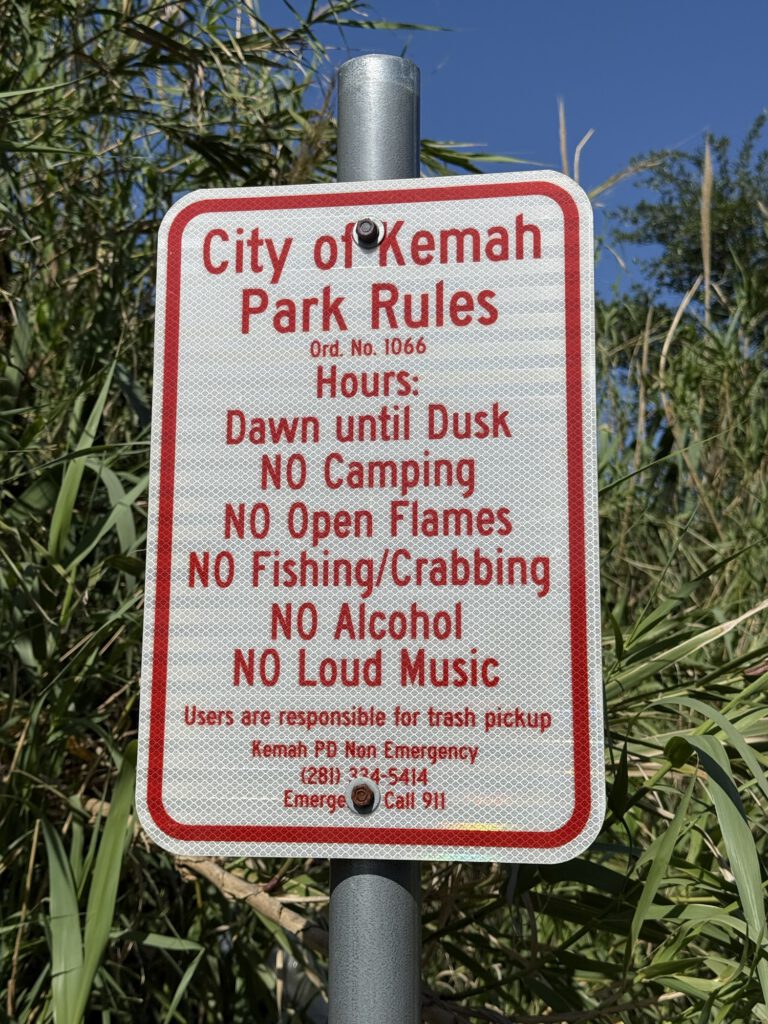 City of Kemah
Park Rules
Ord. No. 1066
Hours:
Dawn until Dusk
NO Camping
NO Open Flames
NO Fishing/Crabbing
NO Alcohol
NO Loud Music
Users are responsible for trash pickup
Kemah PD Non Emergency
(281) 334-5414
Emerge Call 911